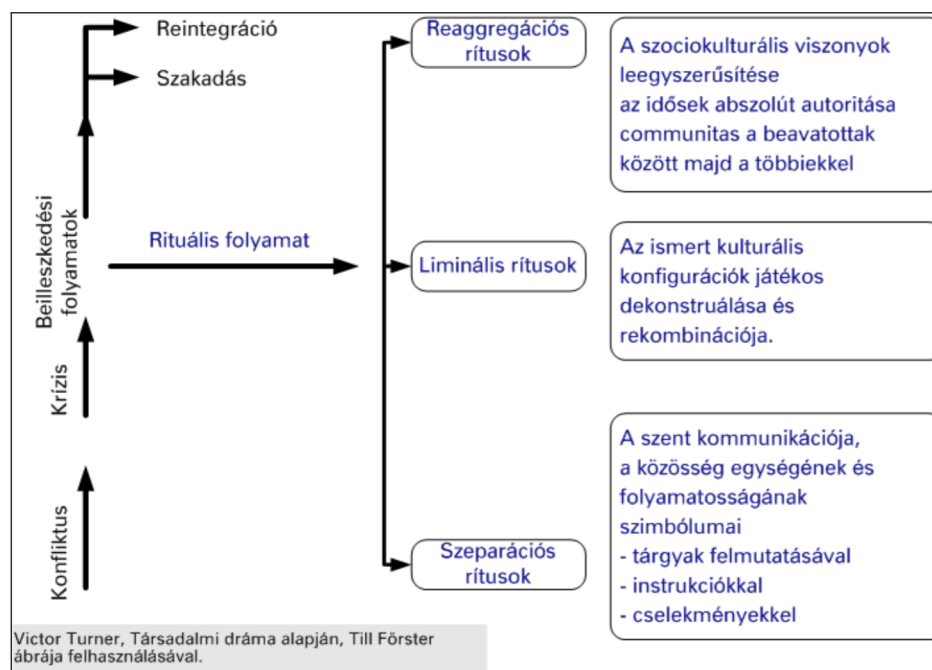 Reintegráció
Szakadás
Beilleszkedési
folyamatok
Krízis
Konfliktus
Rituális folyamat
Reaggregációs
rítusok
Liminális rítusok
Szeparációs
rítusok
A szociokulturális viszonyok
leegyszerűsítése
az idősek abszolút autoritása
communitas a beavatottak
között majd a többiekkel
Az ismert kulturális
konfigurációk játékos
dekonstruálása és
rekombinációja.
A szent kommunikációja,
a közösség egységének és
folyamatosságának
szimbólumai
- tárgyak felmutatásával
- instrukciókkal
- cselekményekkel
Victor Turner, Társadalmi dráma alapján, Till Förster
ábrája felhasználásával.